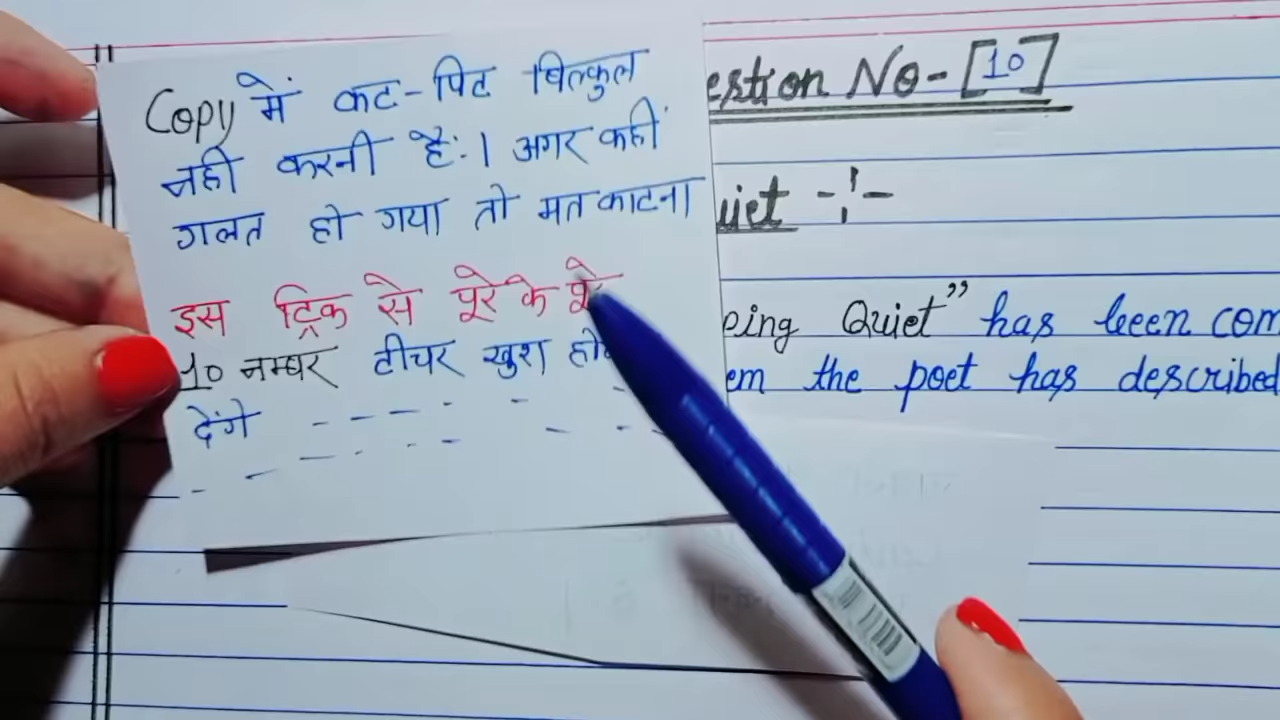 Copy में कट-पिट बिल्कुल
नही करनी हैं:। अगर कहीं
गलत हो गया तो मत काटना
इस ट्रिक से पूरे के
10 नम्बर टीचर खुश
देंगे
estion No-[10]
uiet -:-
eing Quiet" has been com
em the poet has described